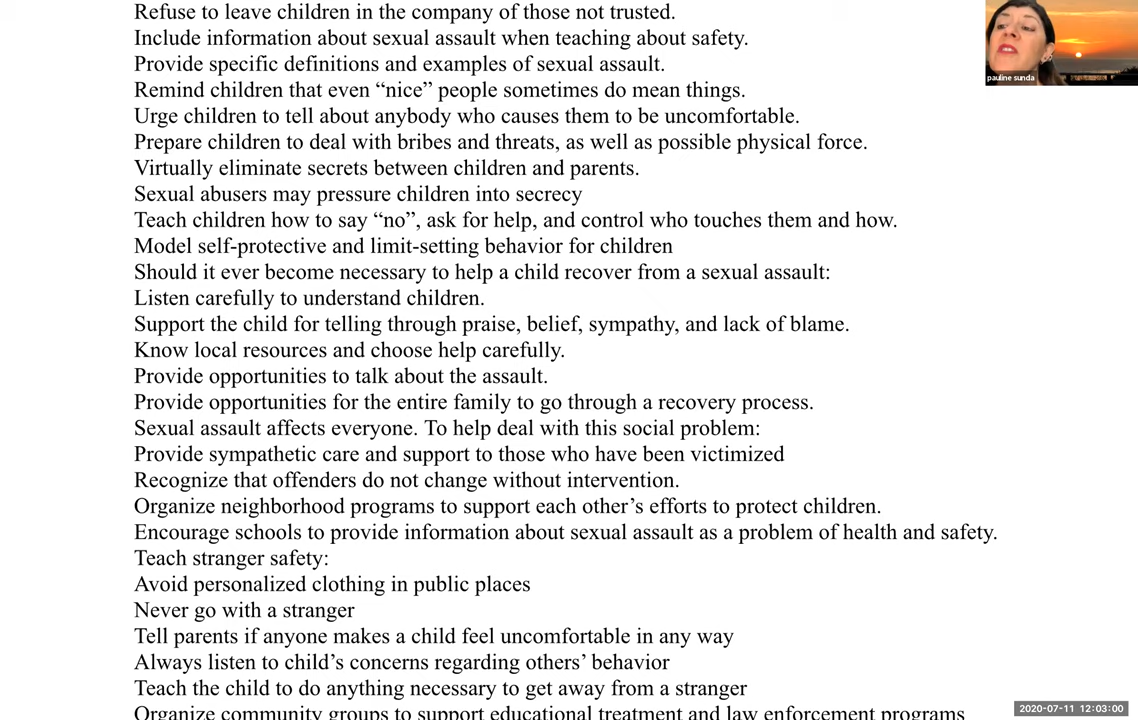 Refuse to leave children in the company of those not trusted.
Include information about sexual assault when teaching about safety.
Provide specific definitions and examples of sexual assault.
Remind children that even “nice” people sometimes do mean things.
Urge children to tell about anybody who causes them to be uncomfortable.
Prepare children to deal with bribes and threats, as well as possible physical force.
Virtually eliminate secrets between children and parents.
Sexual abusers may pressure children into secrecy
Teach children how to say “no”, ask for help, and control who touches them and how.
Model self-protective and limit-setting behavior for children
Should it ever become necessary to help a child recover from a sexual assault:
Listen carefully to understand children.
Support the child for telling through praise, belief, sympathy, and lack of blame.
Know local resources and choose help carefully.
Provide opportunities to talk about the assault.
Provide opportunities for the entire family to go through a recovery process.
Sexual assault affects everyone. To help deal with this social problem:
Provide sympathetic care and support to those who have been victimized
Recognize that offenders do not change without intervention.
Organize neighborhood programs to support each other’s efforts to protect children.
Encourage schools to provide information about sexual assault as a problem of health and safety.
Teach stranger safety:
Avoid personalized clothing in public places
Never go with a stranger
Tell parents if anyone makes a child feel uncomfortable in any way
Always listen to child’s concerns regarding others’ behavior
Teach the child to do anything necessary to get away from a stranger
Organize community groups to support educational treatment and law enforcement programs
pauline sunda
2020-07-11 12:03:00